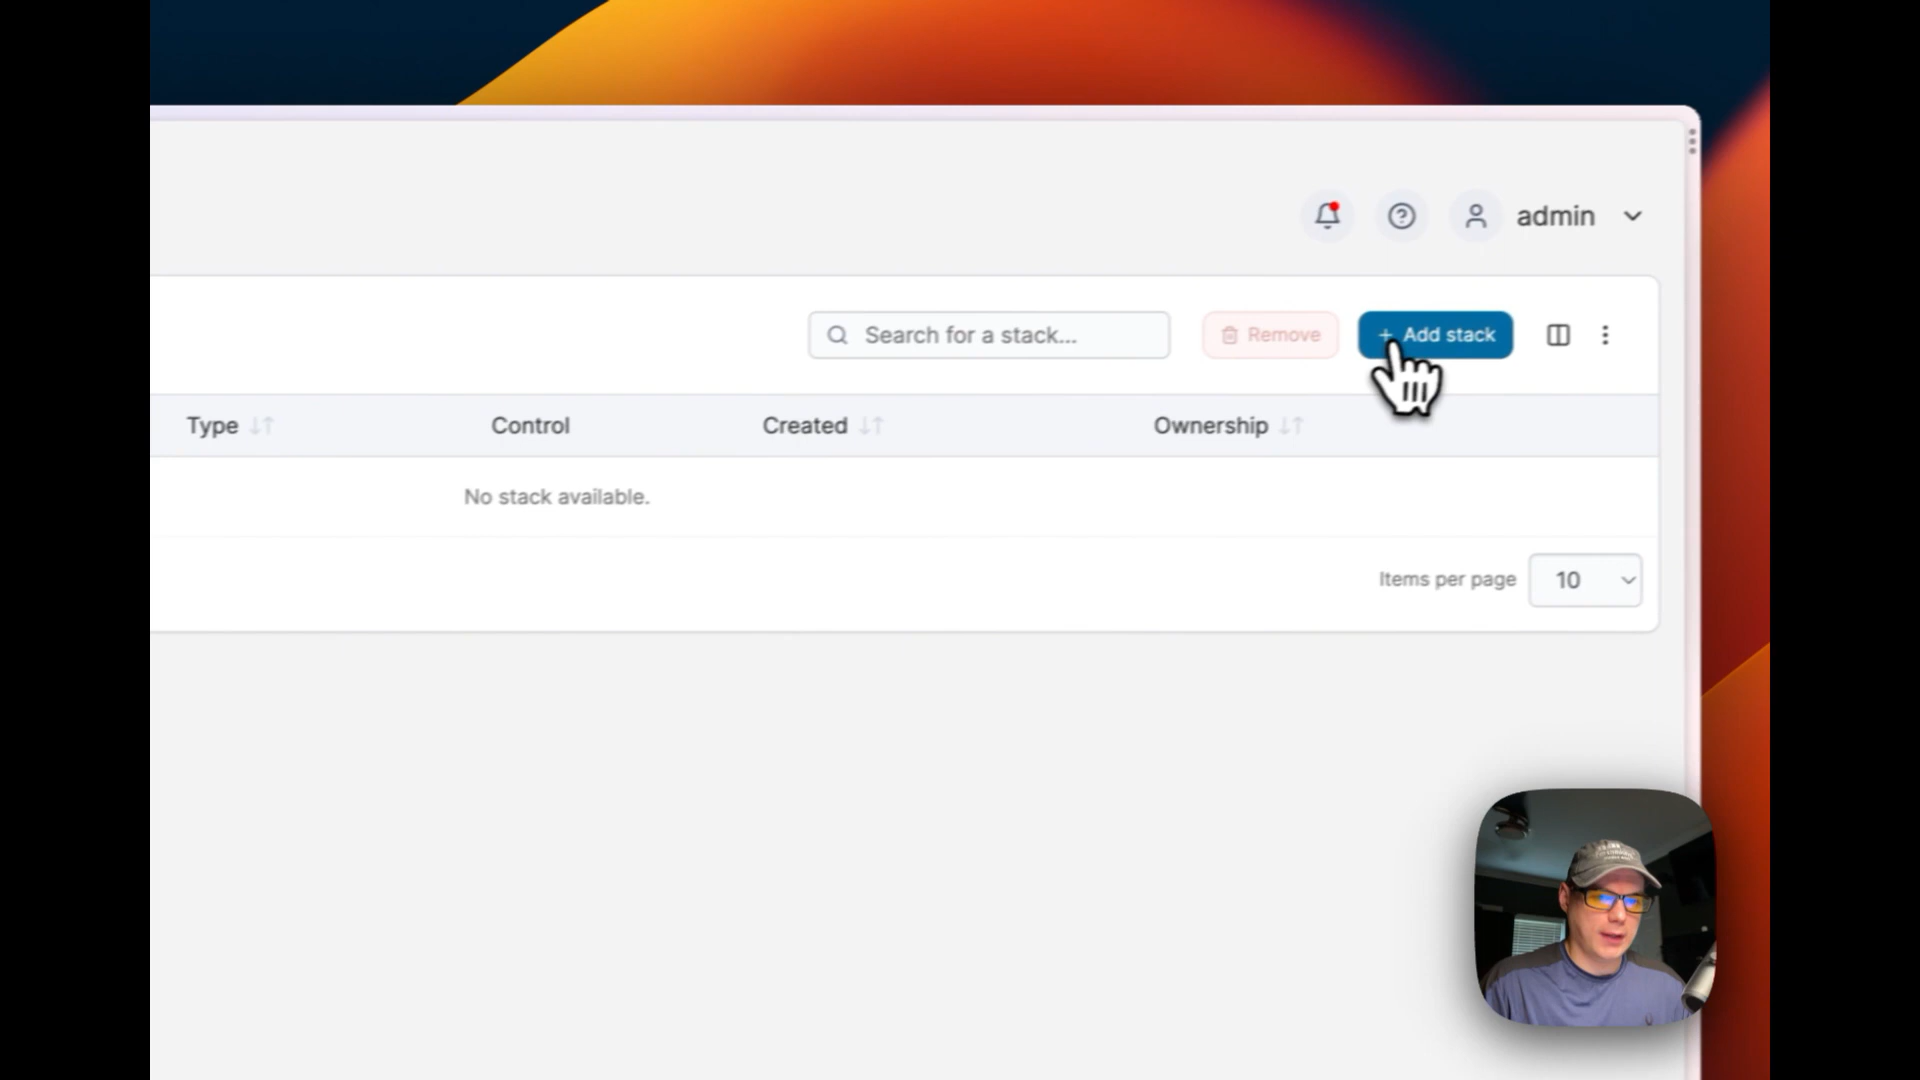 admin
Search for a stack...
Remove
+ Add stack
Type
Control
Created
Ownership
No stack available.
Items per page
10